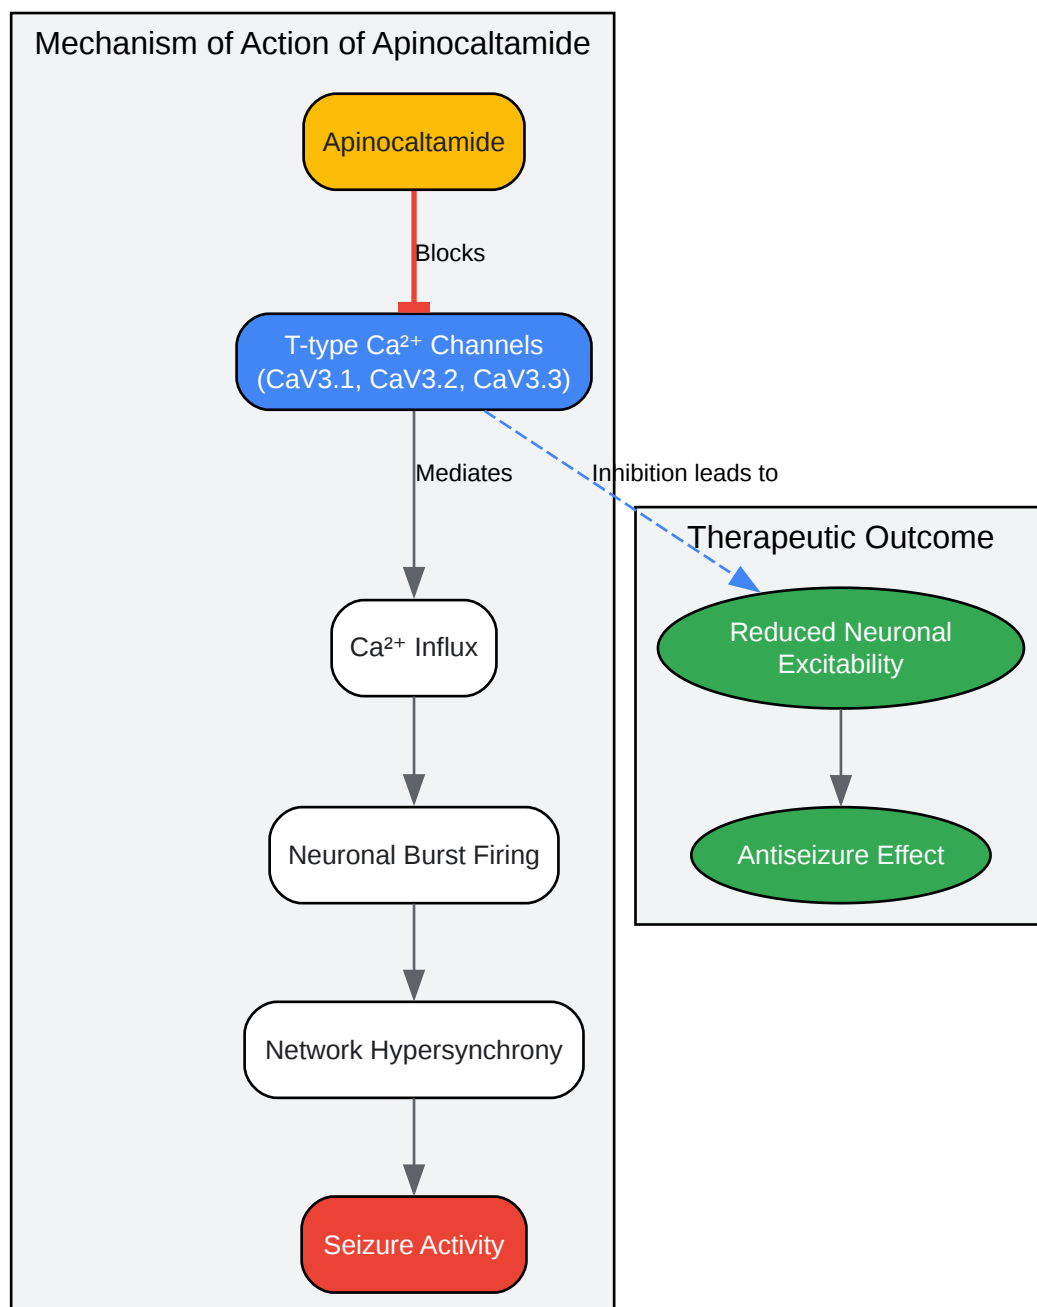 Mechanism of Action of Apinocaltamide
Apinocaltamide
Blocks
T-type Ca²⁺ Channels
(CaV3.1, CaV3.2, CaV3.3)
Mediates
Inhibition leads to
Ca²⁺ Influx
Neuronal Burst Firing
Network Hypersynchrony
Seizure Activity
Therapeutic Outcome
Reduced Neuronal
Excitability
Antiseizure Effect